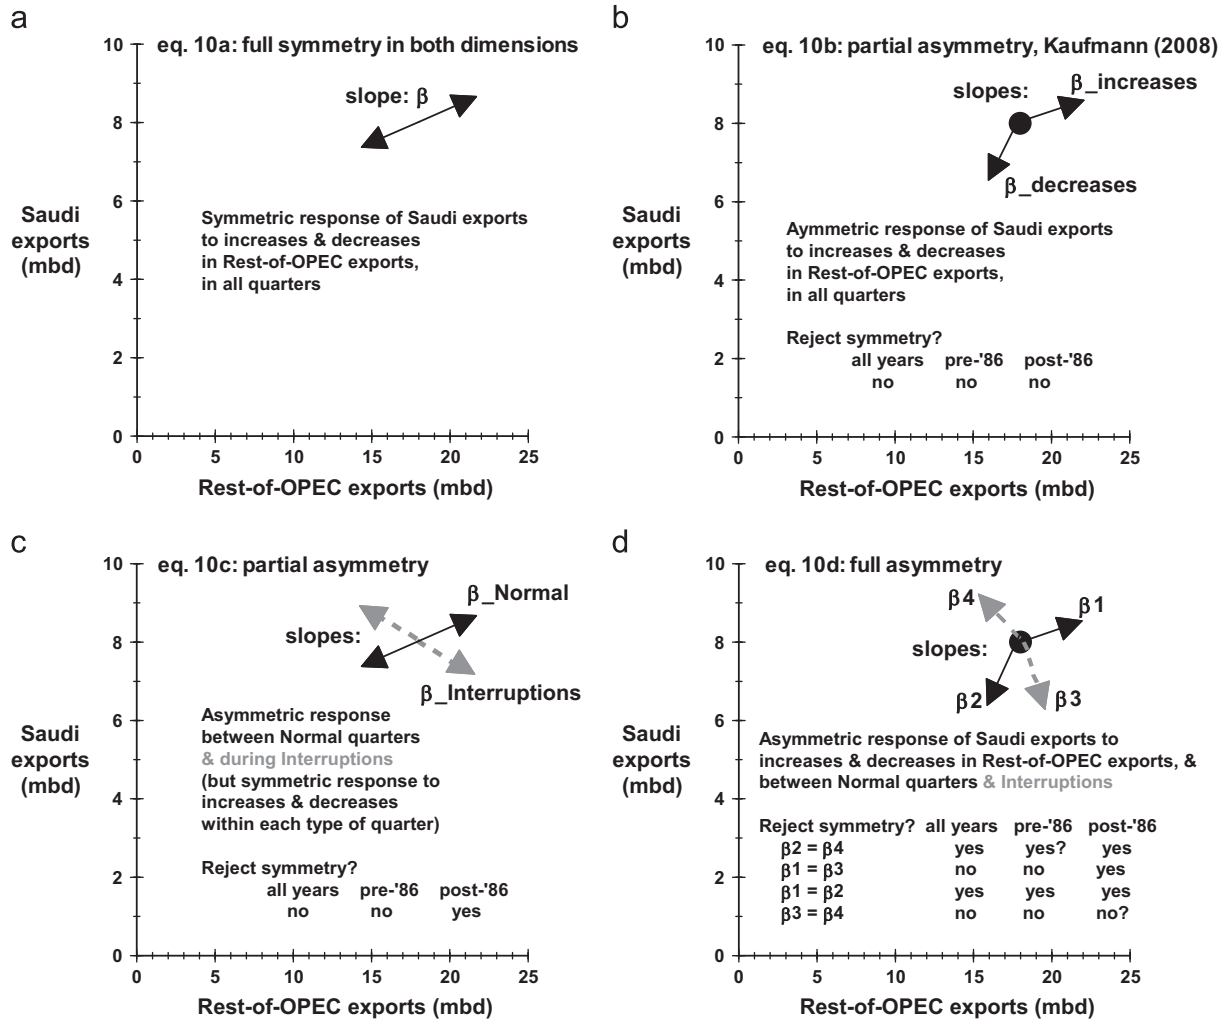 a
eq. 10a: full symmetry in both dimensions
slope: β
Symmetric response of Saudi exports
to increases & decreases
in Rest-of-OPEC exports,
in all quarters
Saudi
exports
(mbd)
10
8
6
4
2
0
0 5 10 15 20 25
Rest-of-OPEC exports (mbd)
b
eq. 10b: partial asymmetry, Kaufmann (2008)
slopes:
β_increases
β_decreases
Aymmetric response of Saudi exports
to increases & decreases
in Rest-of-OPEC exports,
in all quarters
Reject symmetry?
all years pre-'86 post-'86
no no no
Saudi
exports
(mbd)
10
8
6
4
2
0
0 5 10 15 20 25
Rest-of-OPEC exports (mbd)
c
eq. 10c: partial asymmetry
β_Normal
slopes:
β_Interruptions
Asymmetric response
between Normal quarters
& during Interruptions
(but symmetric response to
increases & decreases
within each type of quarter)
Reject symmetry?
all years pre-'86 post-'86
no no yes
Saudi
exports
(mbd)
10
8
6
4
2
0
0 5 10 15 20 25
Rest-of-OPEC exports (mbd)
d
eq. 10d: full asymmetry
β4
β1
slopes:
β2
β3
Asymmetric response of Saudi exports to
increases & decreases in Rest-of-OPEC exports, &
between Normal quarters & Interruptions
Reject symmetry? all years pre-'86 post-'86
β2 = β4 yes yes? yes
β1 = β3 no no yes
β1 = β2 yes yes yes
β3 = β4 no no no?
Saudi
exports
(mbd)
10
8
6
4
2
0
0 5 10 15 20 25
Rest-of-OPEC exports (mbd)